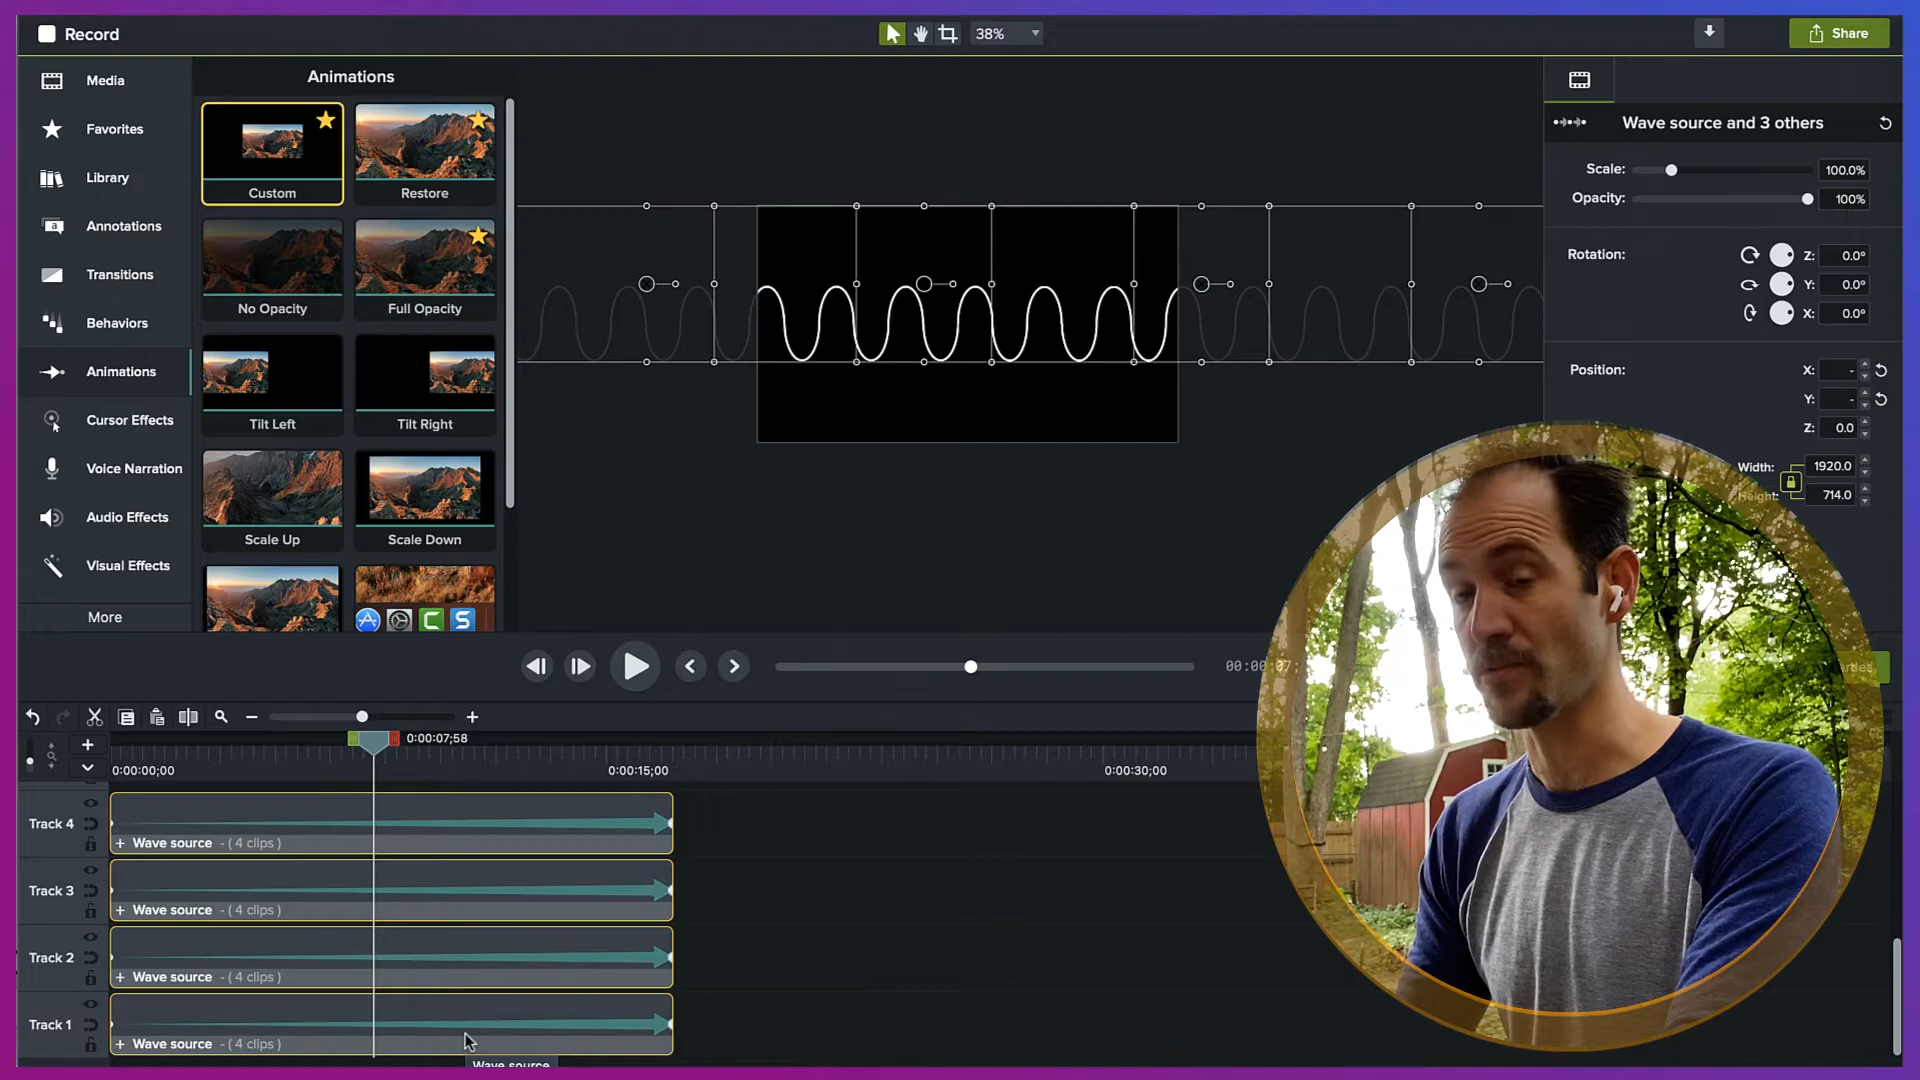 Record
38%
Share
Media
Favorites
Library
Annotations
Transitions
Behaviors
Animations
Cursor Effects
Voice Narration
Audio Effects
Visual Effects
More
Animations
Custom
Restore
No Opacity
Full Opacity
Tilt Left
Tilt Right
Scale Up
Scale Down
Wave source and 3 others
Scale:
100.0%
Opacity:
100%
Rotation:
Z: 0.0°
Y: 0.0°
X: 0.0°
Position:
X: -
Y: -
Z: 0.0
Width: 1920.0
Height: 714.0
0:00:07;58
0:00:00;00
0:00:15;00
0:00:30;00
Track 4
+ Wave source - ( 4 clips )
Track 3
+ Wave source - ( 4 clips )
Track 2
+ Wave source - ( 4 clips )
Track 1
+ Wave source - ( 4 clips )
Wave source